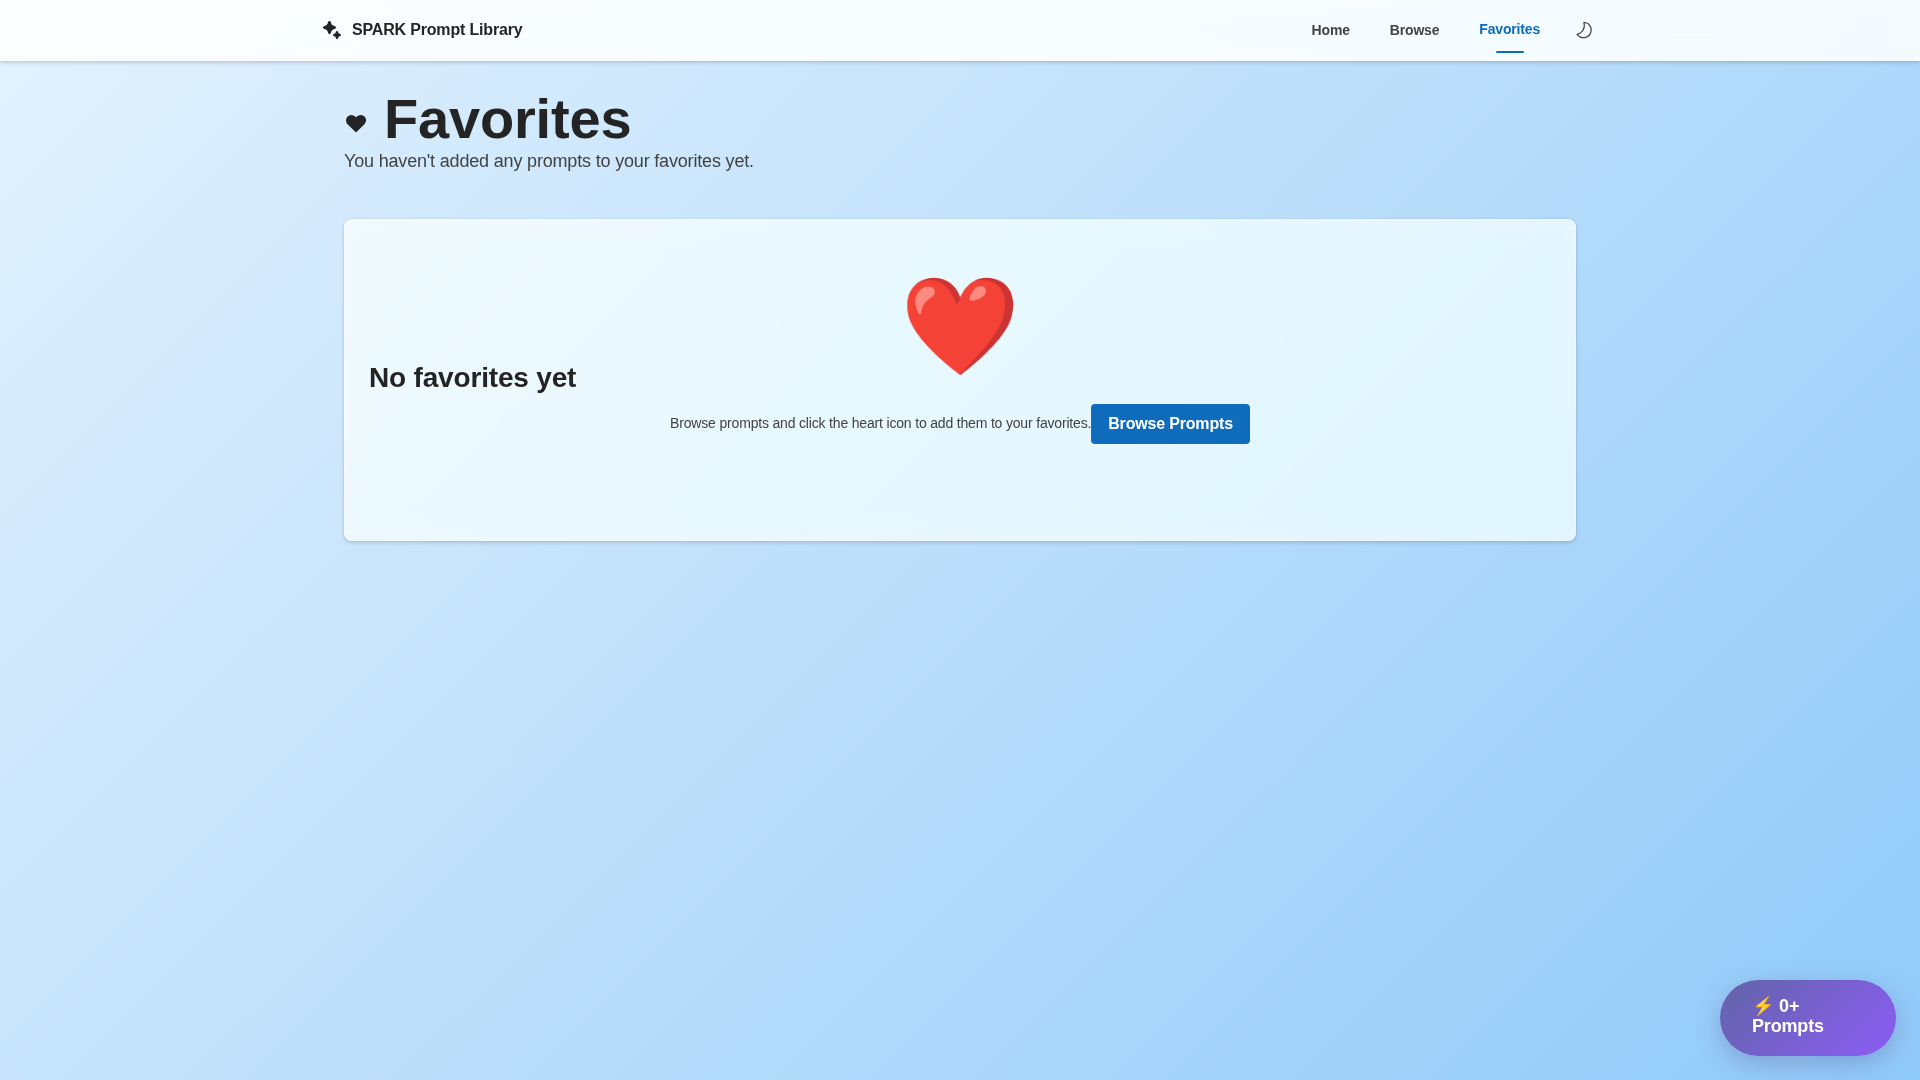 SPARK Prompt Library
Home
Browse
Favorites
Favorites
You haven't added any prompts to your favorites yet.
No favorites yet
Browse prompts and click the heart icon to add them to your favorites.
Browse Prompts
⚡ 0+
Prompts